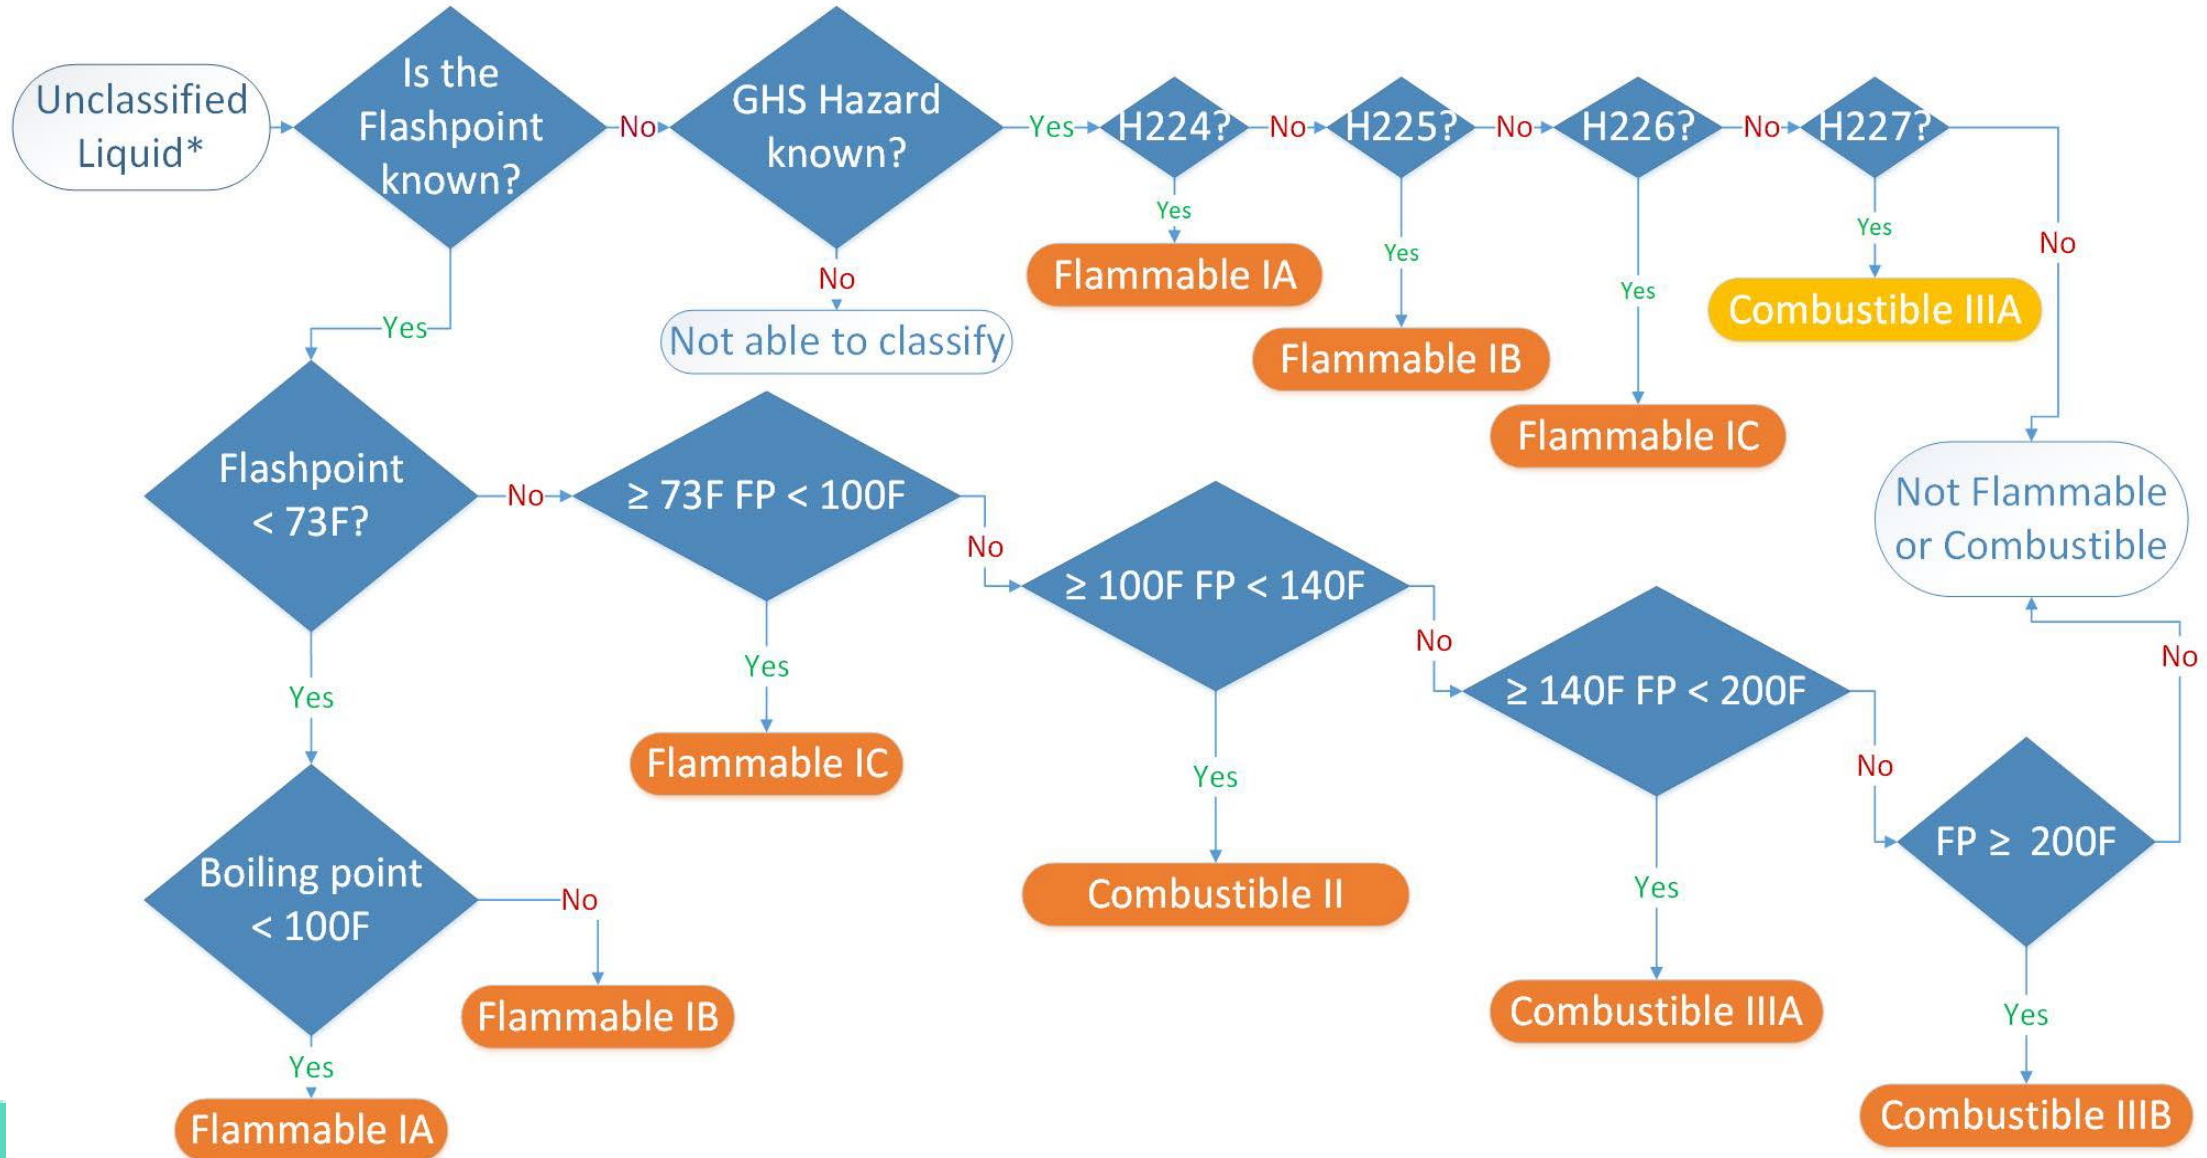 Unclassified
Liquid*
Is the
Flashpoint
known?
No
GHS Hazard
known?
Yes
H224?
No
H225?
No
H226?
No
H227?
No
Yes
Flammable IA
Yes
Flammable IB
Yes
Flammable IC
Yes
Combustible IIIA
No
Not able to classify
Not Flammable
or Combustible
Yes
Flashpoint
< 73F?
No
≥ 73F FP < 100F
No
≥ 100F FP < 140F
No
≥ 140F FP < 200F
No
FP ≥ 200F
No
Yes
Yes
Flammable IC
Yes
Combustible II
Yes
Combustible IIIA
Yes
Combustible IIIB
Boiling point
< 100F
No
Flammable IB
Yes
Flammable IA